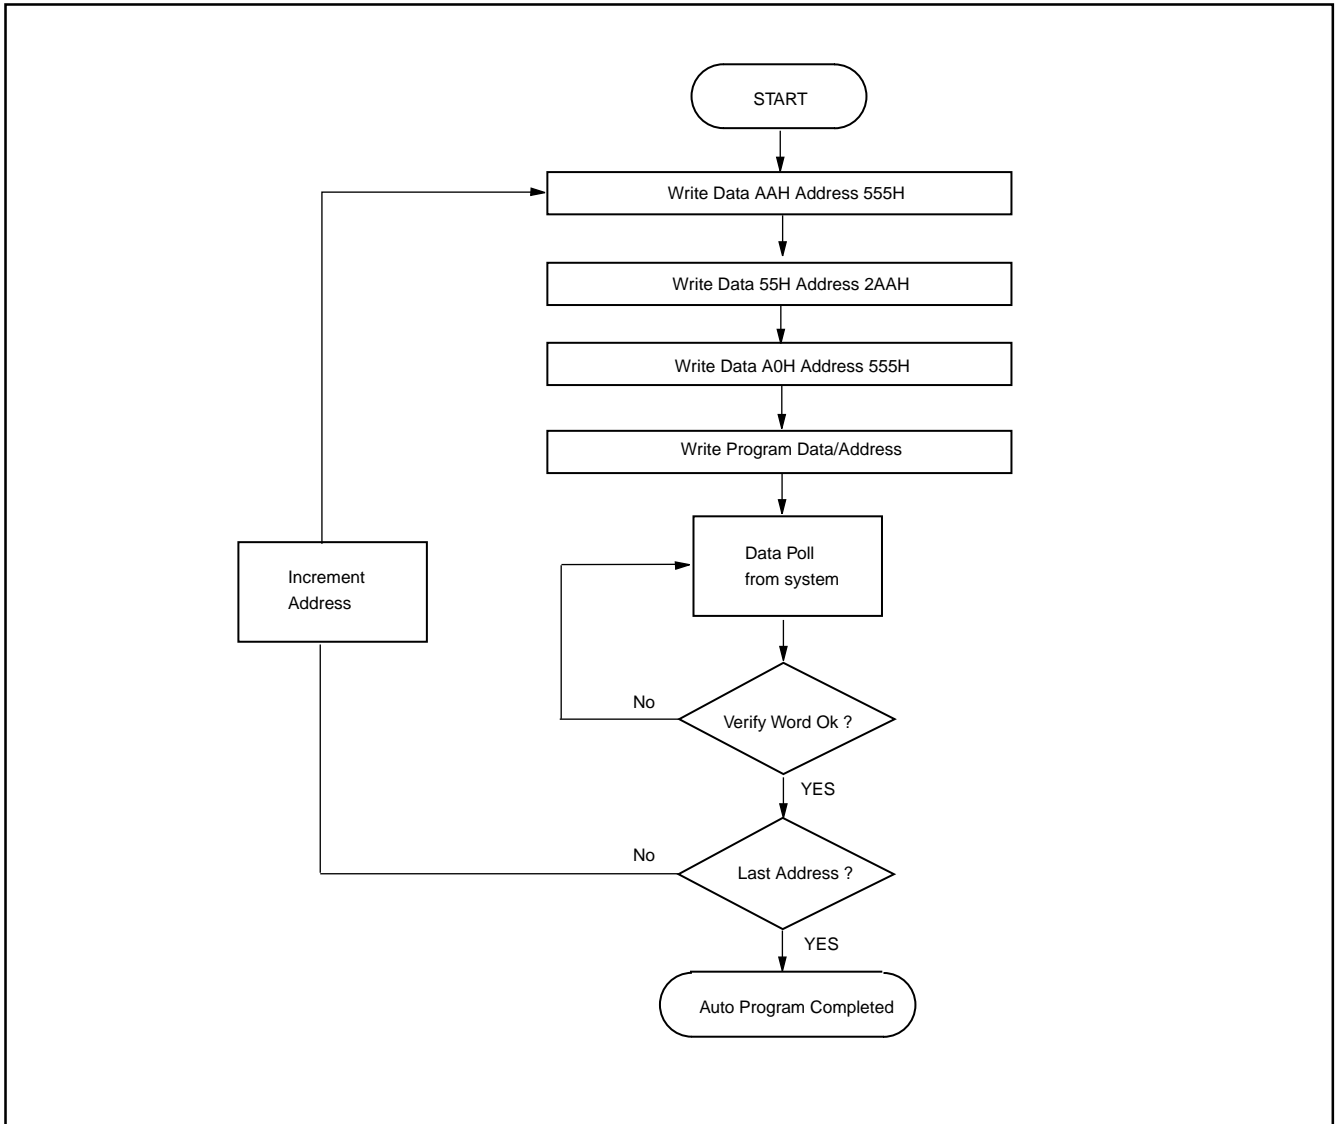 START
Write Data AAH Address 555H
Write Data 55H Address 2AAH
Write Data A0H Address 555H
Write Program Data/Address
Data Poll
from system
Increment
Address
No
Verify Word Ok ?
YES
No
Last Address ?
YES
Auto Program Completed